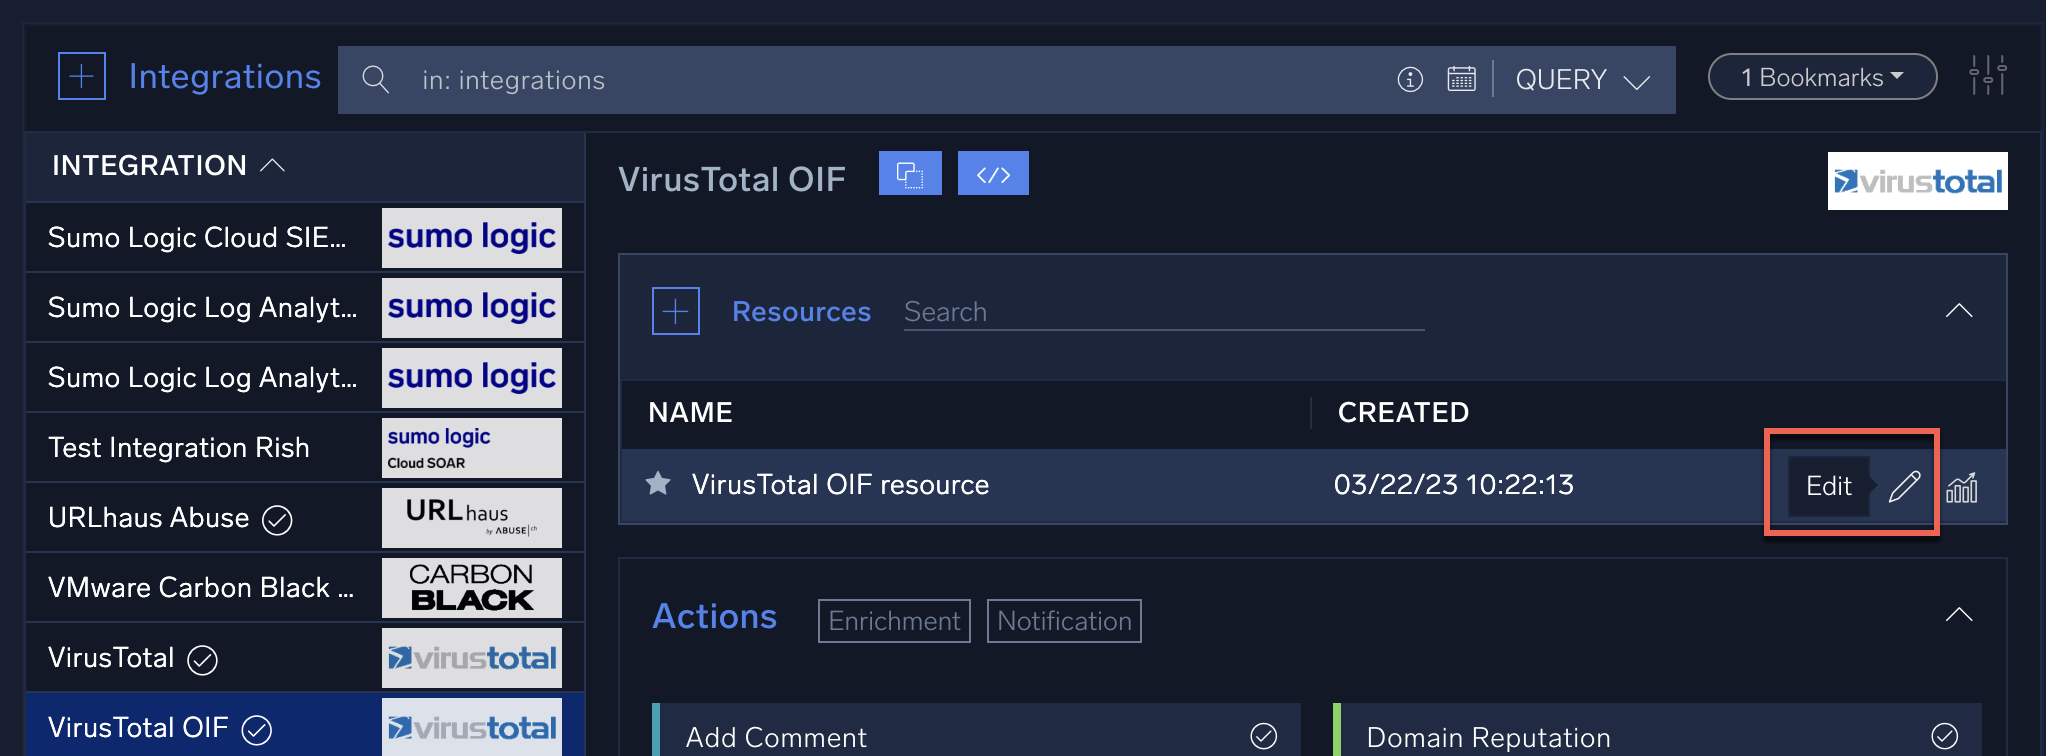 Integrations
in: integrations
QUERY
1 Bookmarks
INTEGRATION
Sumo Logic Cloud SIE...
sumo logic
Sumo Logic Log Analyt...
sumo logic
Sumo Logic Log Analyt...
sumo logic
Test Integration Rish
sumo logic
Cloud SOAR
URLhaus Abuse
URLhaus
by ABUSE|ch
VMware Carbon Black ...
CARBON
BLACK
VirusTotal
virustotal
VirusTotal OIF
virustotal
VirusTotal OIF
</>
virustotal
Resources
Search
NAME
CREATED
VirusTotal OIF resource
03/22/23 10:22:13
Edit
Actions
Enrichment
Notification
Add Comment
Domain Reputation